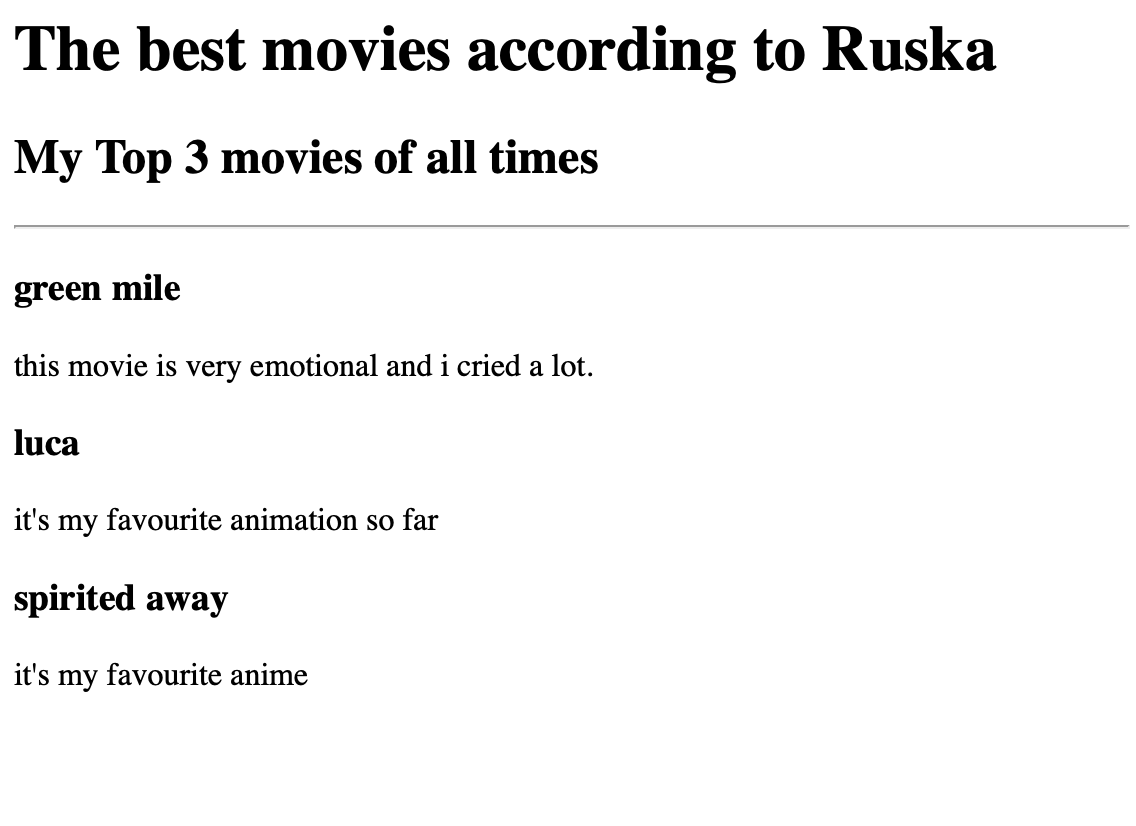 The best movies according to Ruska
My Top 3 movies of all times
green mile
this movie is very emotional and i cried a lot.
luca
it's my favourite animation so far
spirited away
it's my favourite anime